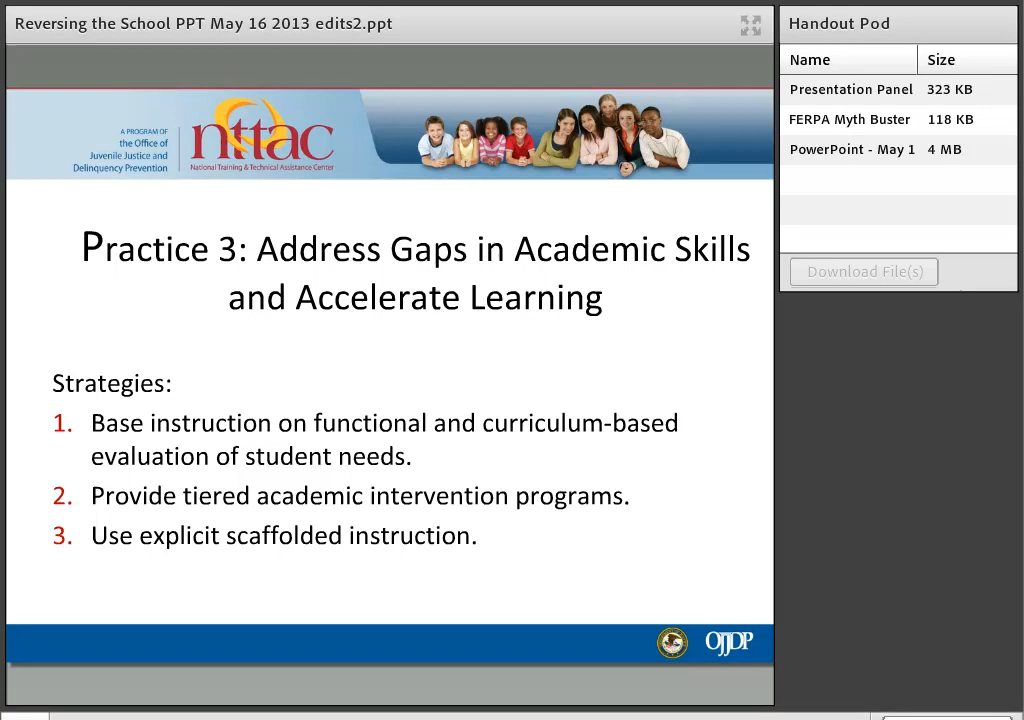 Reversing the School PPT May 16 2013 edits2.ppt
A PROGRAM OF
the Office of
Juvenile Justice and
Delinquency Prevention
nttac
National Training & Technical Assistance Center
Practice 3: Address Gaps in Academic Skills
and Accelerate Learning
Strategies:
1. Base instruction on functional and curriculum-based
evaluation of student needs.
2. Provide tiered academic intervention programs.
3. Use explicit scaffolded instruction.
OJJDP
Handout Pod
Name Size
Presentation Panel 323 KB
FERPA Myth Buster 118 KB
PowerPoint - May 1 4 MB
Download File(s)